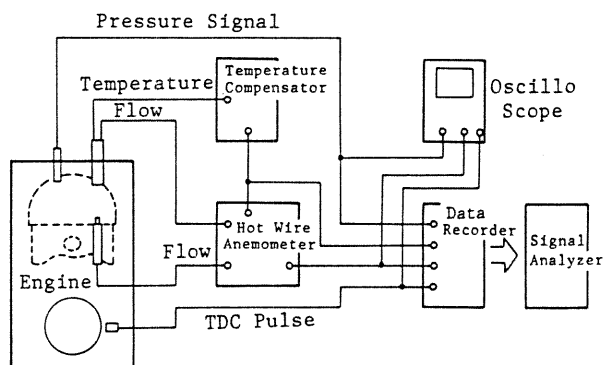 Pressure Signal
Temperature
Flow
Temperature
Compensator
Oscillo
Scope
Hot Wire
Anemometer
Flow
Data
Recorder
Signal
Analyzer
Engine
TDC Pulse